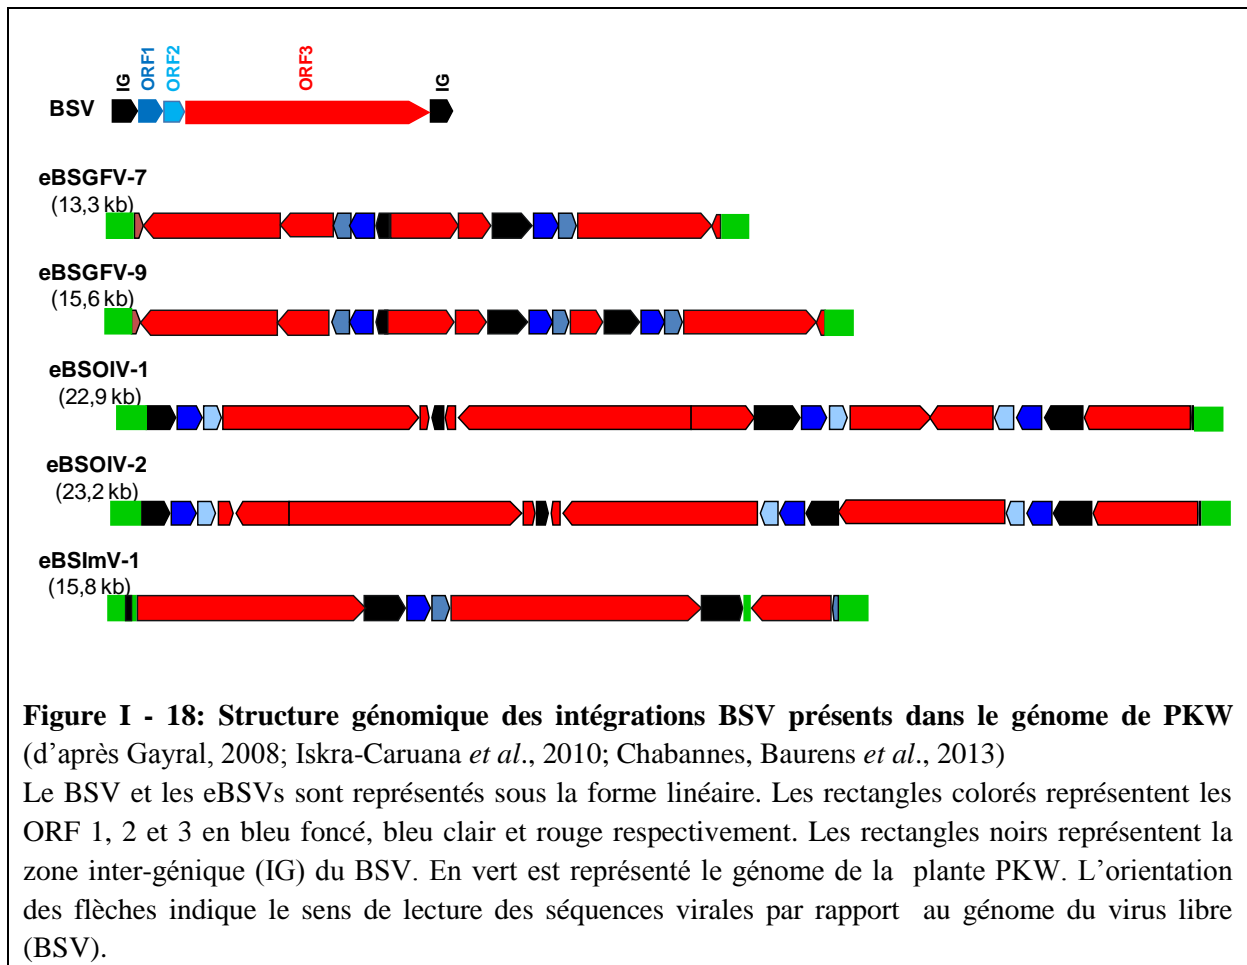 IG
ORF1
ORF2
ORF3
IG
BSV
eBSGFV-7
(13,3 kb)
eBSGFV-9
(15,6 kb)
eBSOlV-1
(22,9 kb)
eBSOlV-2
(23,2 kb)
eBSImV-1
(15,8 kb)
Figure I - 18: Structure génomique des intégrations BSV présents dans le génome de PKW
(d’après Gayral, 2008; Iskra-Caruana et al., 2010; Chabannes, Baurens et al., 2013)
Le BSV et les eBSVs sont représentés sous la forme linéaire. Les rectangles colorés représentent les
ORF 1, 2 et 3 en bleu foncé, bleu clair et rouge respectivement. Les rectangles noirs représentent la
zone inter-génique (IG) du BSV. En vert est représenté le génome de la plante PKW. L’orientation
des flèches indique le sens de lecture des séquences virales par rapport au génome du virus libre
(BSV).